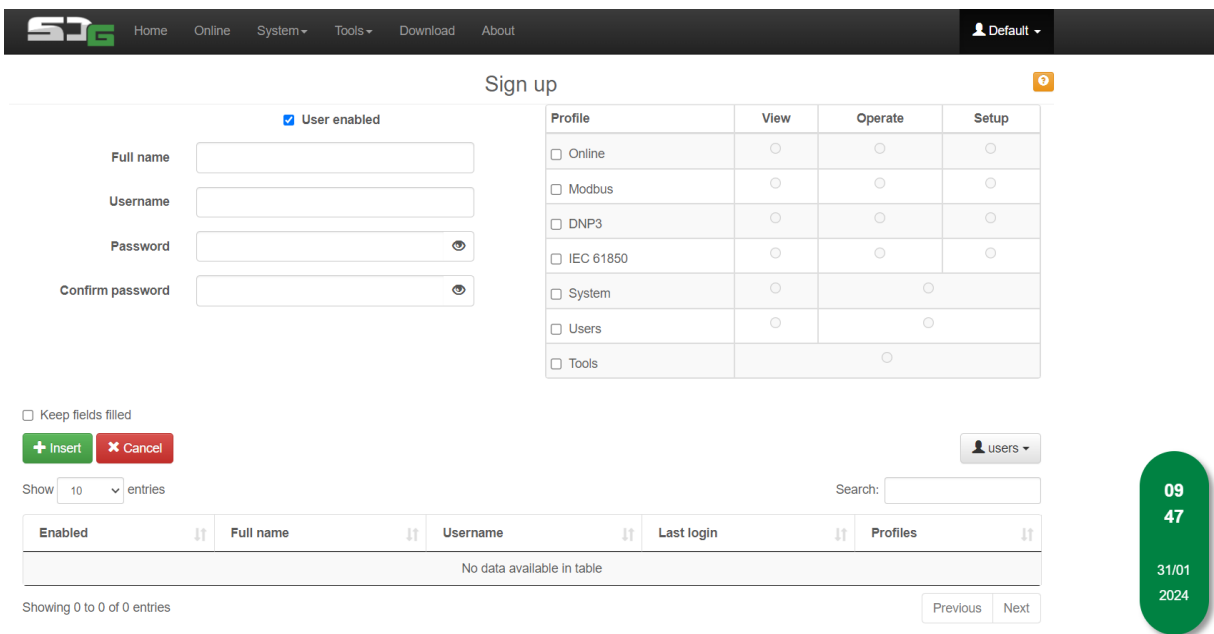 SDG Home Online System Tools Download About Default
Sign up
User enabled
Full name
Username
Password
Confirm password
Profile View Operate Setup
Online
Modbus
DNP3
IEC 61850
System
Users
Tools
Keep fields filled
Insert Cancel users
Show 10 entries Search:
Enabled Full name Username Last login Profiles
No data available in table
Showing 0 to 0 of 0 entries Previous Next
09
47
31/01
2024